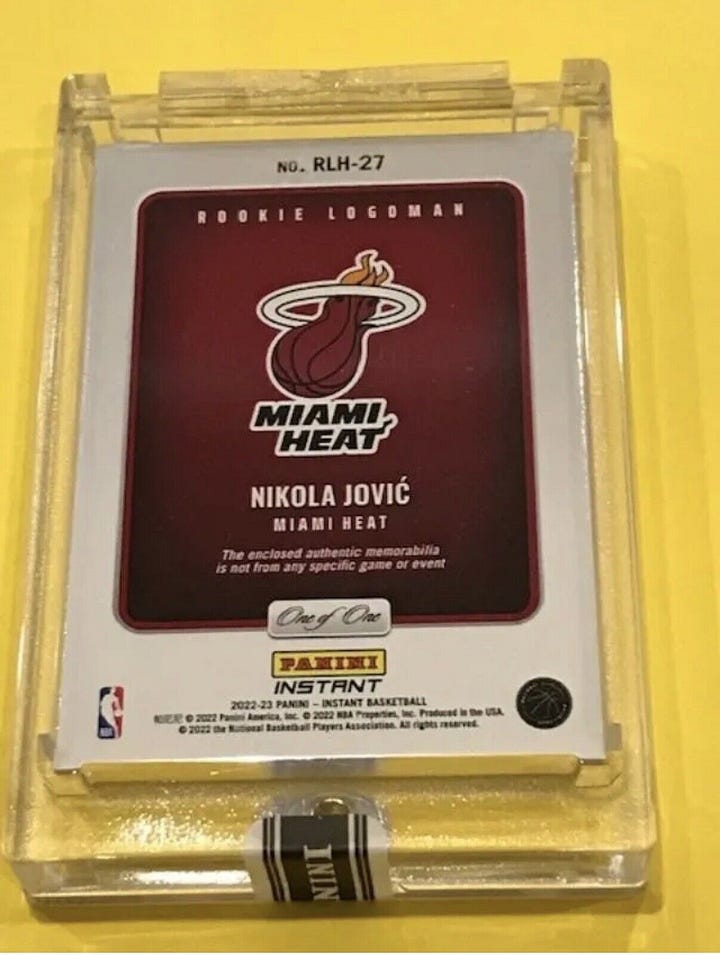 NO. RLH-27
ROOKIE LOGOMAN
MIAMI
HEAT
NIKOLA JOVIĆ
MIAMI HEAT
The enclosed authentic memorabilia
is not from any specific game or event
One of One
PANINI
INSTANT
2022-23 PANINI – INSTANT BASKETBALL
© 2022 Panini America, Inc. © 2022 NBA Properties, Inc. Produced in the USA.
© 2022 the National Basketball Players Association. All rights reserved.
NBA
NINI